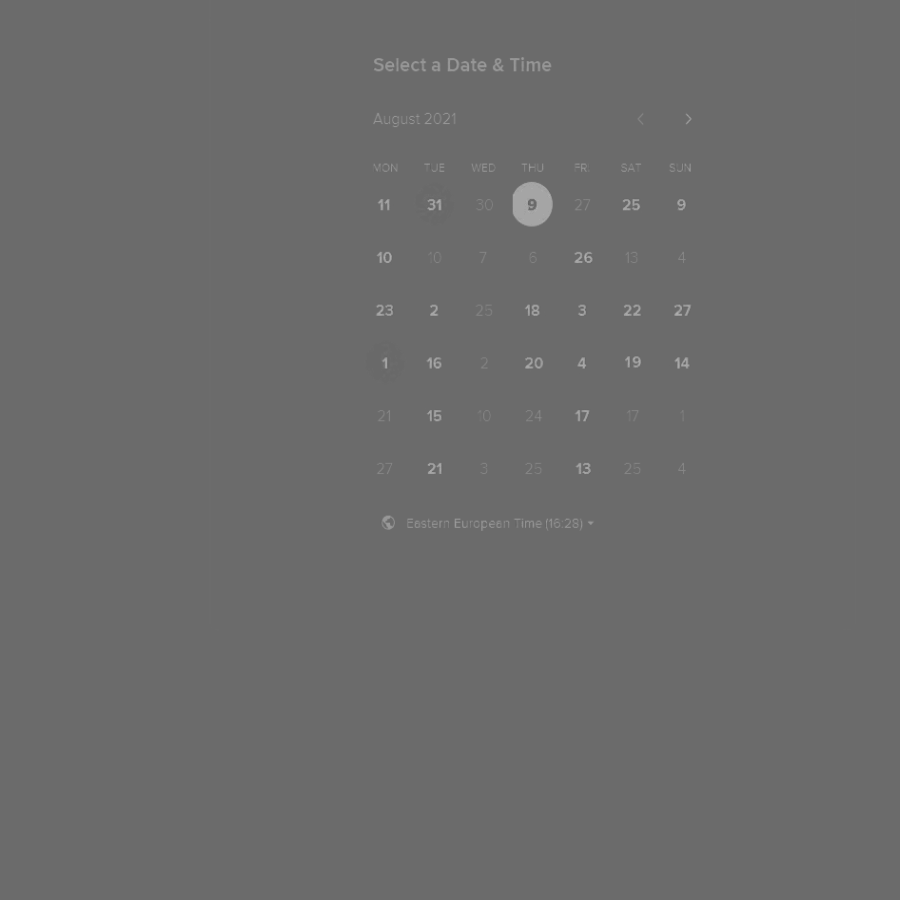 Select a Date & Time
August 2021
MON TUE WED THU FRI SAT SUN
11 31 30 9 27 25 9
10 10 7 6 26 13 4
23 2 25 18 3 22 27
1 16 2 20 4 19 14
21 15 10 24 17 17 1
27 21 3 25 13 25 4
Eastern European Time (16:28)